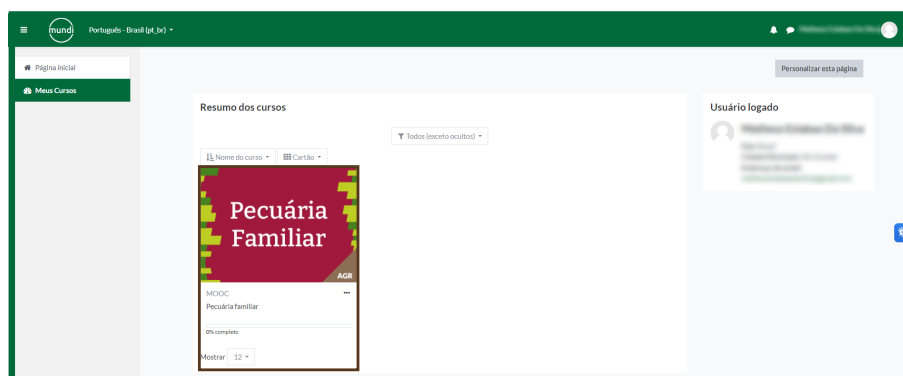 mundi
Português - Brasil (pt_br)
Página inicial
Meus Cursos
Personalizar esta página
Resumo dos cursos
Todos (exceto ocultos)
Nome do curso
Cartão
Pecuária
Familiar
AGR
MOOC
...
Pecuária familiar
0% completo
Mostrar 12
Usuário logado